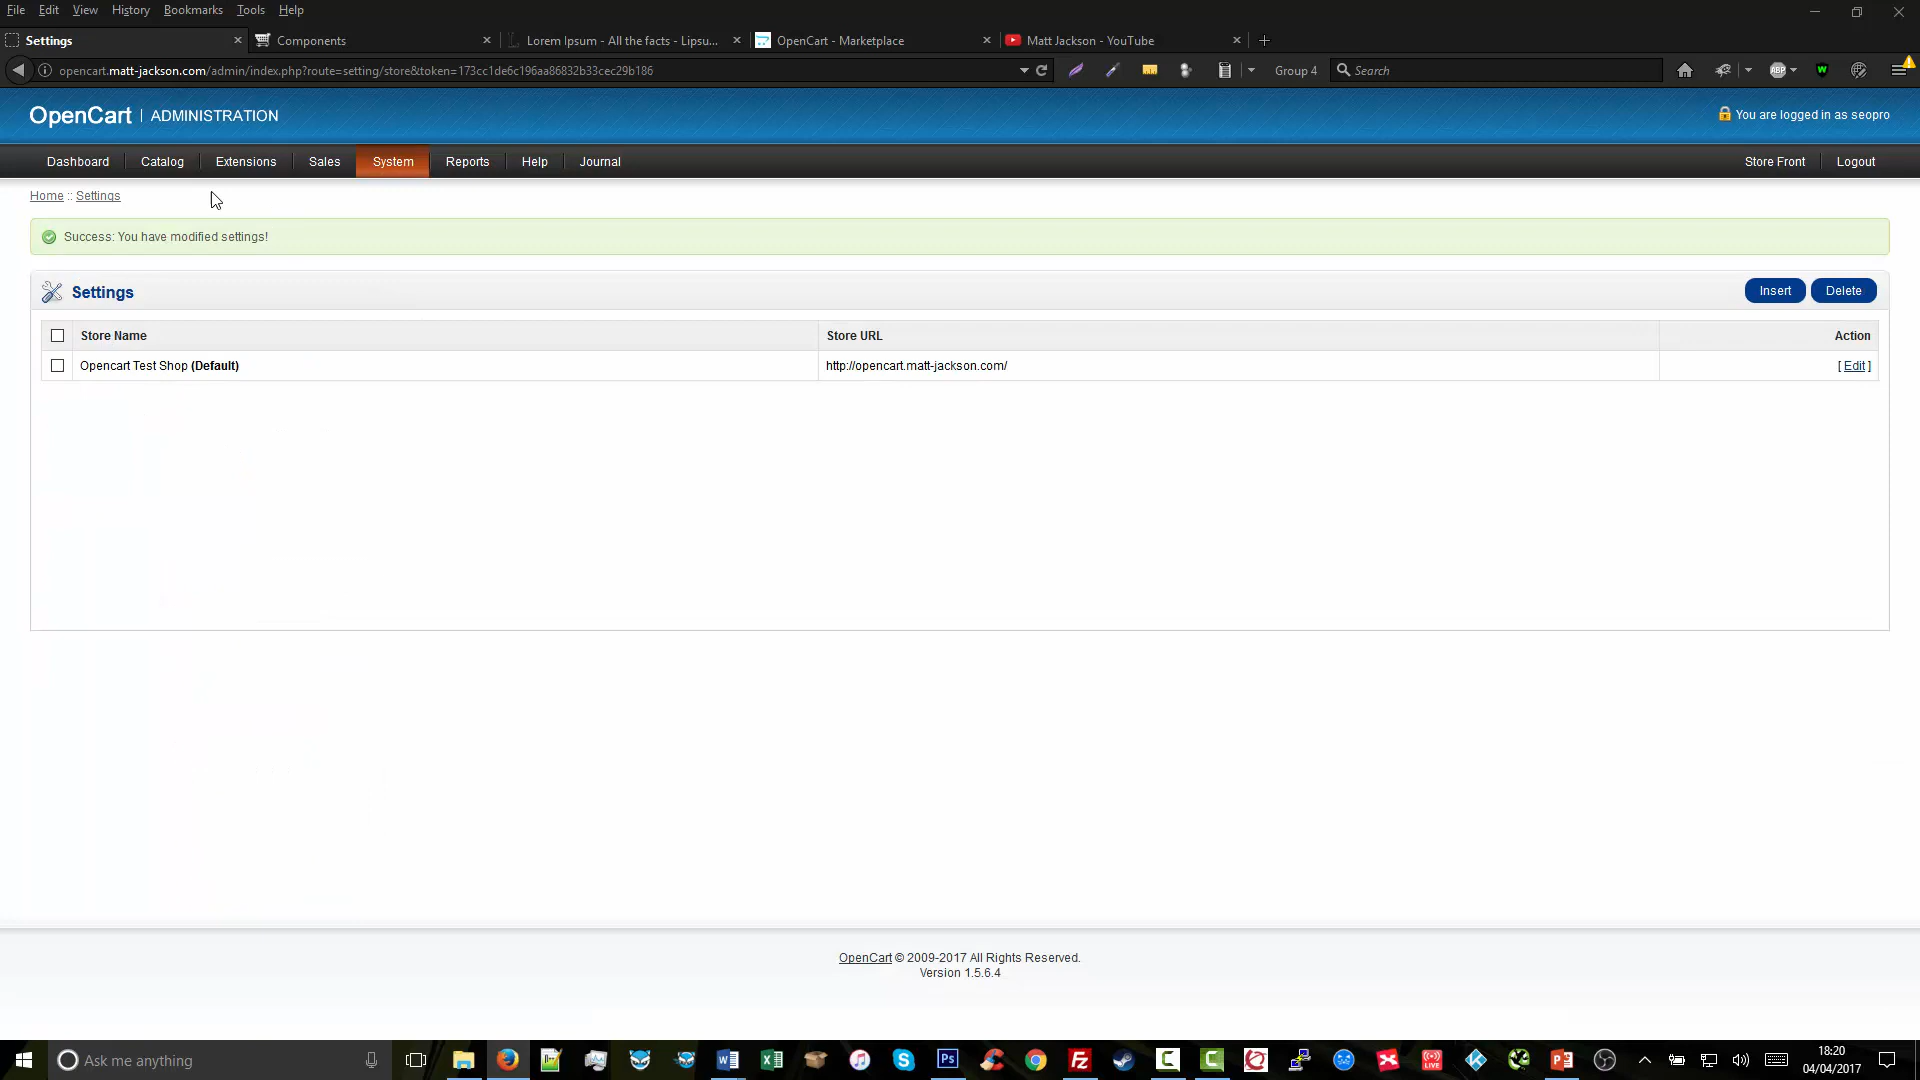 File Edit View History Bookmarks Tools Help
Settings Components Lorem Ipsum - All the facts - Lipsu... OpenCart - Marketplace Matt Jackson - YouTube
opencart.matt-jackson.com/admin/index.php?route=setting/store&token=173cc1de6c196aa86832b33cec29b186 Group 4 Search ABP W
OpenCart | ADMINISTRATION You are logged in as seopro
Dashboard Catalog Extensions Sales System Reports Help Journal Store Front Logout
Home :: Settings
Success: You have modified settings!
Settings Insert Delete
Store Name Store URL Action
Opencart Test Shop (Default) http://opencart.matt-jackson.com/ [ Edit ]
OpenCart © 2009-2017 All Rights Reserved.
Version 1.5.6.4
Ask me anything 18:20
04/04/2017